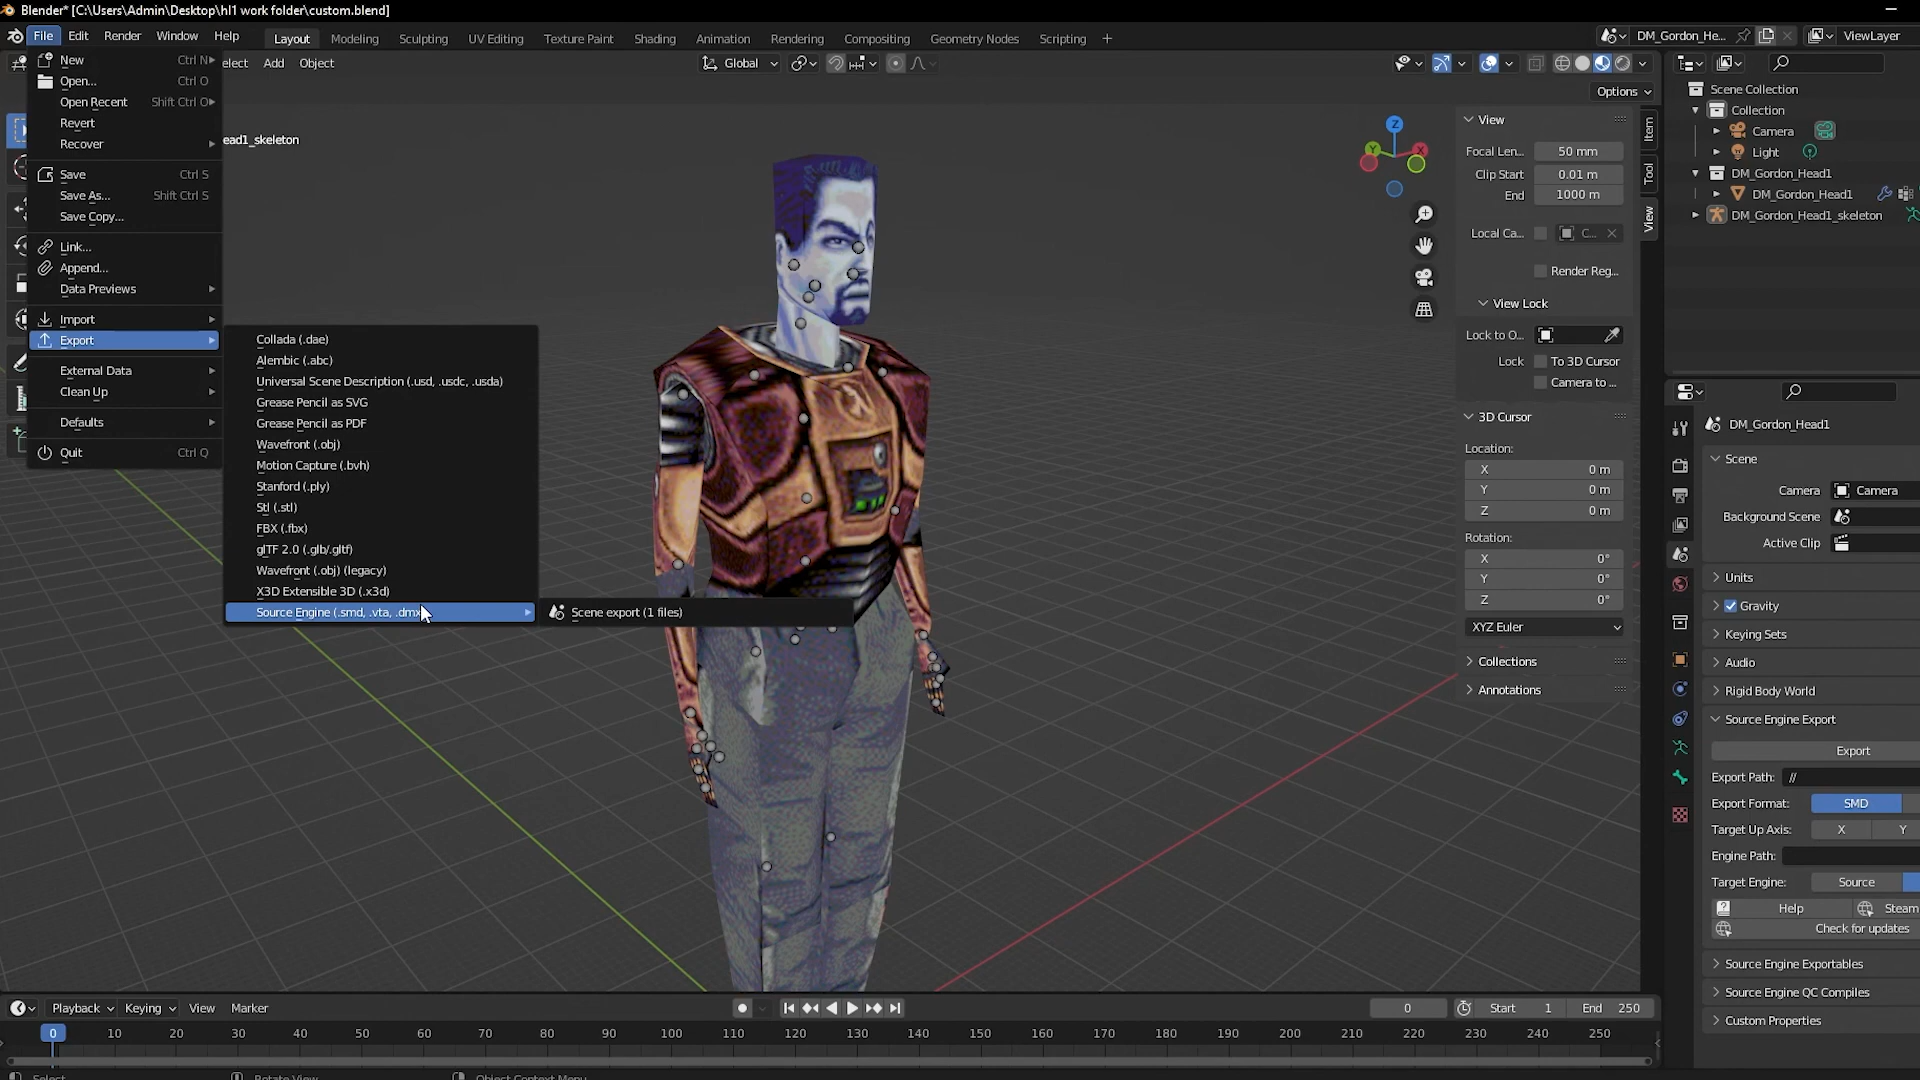 Blender* [C:\Users\Admin\Desktop\hl1 work folder\custom.blend]
File Edit Render Window Help
Layout Modeling Sculpting UV Editing Texture Paint Shading Animation Rendering Compositing Geometry Nodes Scripting +
DM_Gordon_He... ViewLayer
elect Add Object
Global
Options
ead1_skeleton
New Ctrl N
Open... Ctrl O
Open Recent Shift Ctrl O
Revert
Recover
Save Ctrl S
Save As... Shift Ctrl S
Save Copy...
Link...
Append...
Data Previews
Import
Export
External Data
Clean Up
Defaults
Quit Ctrl Q
Collada (.dae)
Alembic (.abc)
Universal Scene Description (.usd, .usdc, .usda)
Grease Pencil as SVG
Grease Pencil as PDF
Wavefront (.obj)
Motion Capture (.bvh)
Stanford (.ply)
Stl (.stl)
FBX (.fbx)
glTF 2.0 (.glb/.gltf)
Wavefront (.obj) (legacy)
X3D Extensible 3D (.x3d)
Source Engine (.smd, .vta, .dmx
Scene export (1 files)
Z
Y
X
View
Focal Len... 50 mm
Clip Start 0.01 m
End 1000 m
Local Ca... C...
Render Reg...
View Lock
Lock to O...
Lock To 3D Cursor
Camera to ...
3D Cursor
Location:
X 0 m
Y 0 m
Z 0 m
Rotation:
X 0°
Y 0°
Z 0°
XYZ Euler
Collections
Annotations
Item
Tool
View
Scene Collection
Collection
Camera
Light
DM_Gordon_Head1
DM_Gordon_Head1
DM_Gordon_Head1_skeleton
DM_Gordon_Head1
Scene
Camera Camera
Background Scene
Active Clip
Units
Gravity
Keying Sets
Audio
Rigid Body World
Source Engine Export
Export
Export Path: //
Export Format: SMD
Target Up Axis: X Y
Engine Path:
Target Engine: Source
Help Steam
Check for updates
Source Engine Exportables
Source Engine QC Compiles
Custom Properties
Playback Keying View Marker
0 Start 1 End 250
0 10 20 30 40 50 60 70 80 90 100 110 120 130 140 150 160 170 180 190 200 210 220 230 240 250
Select Rotate View Object Context Menu